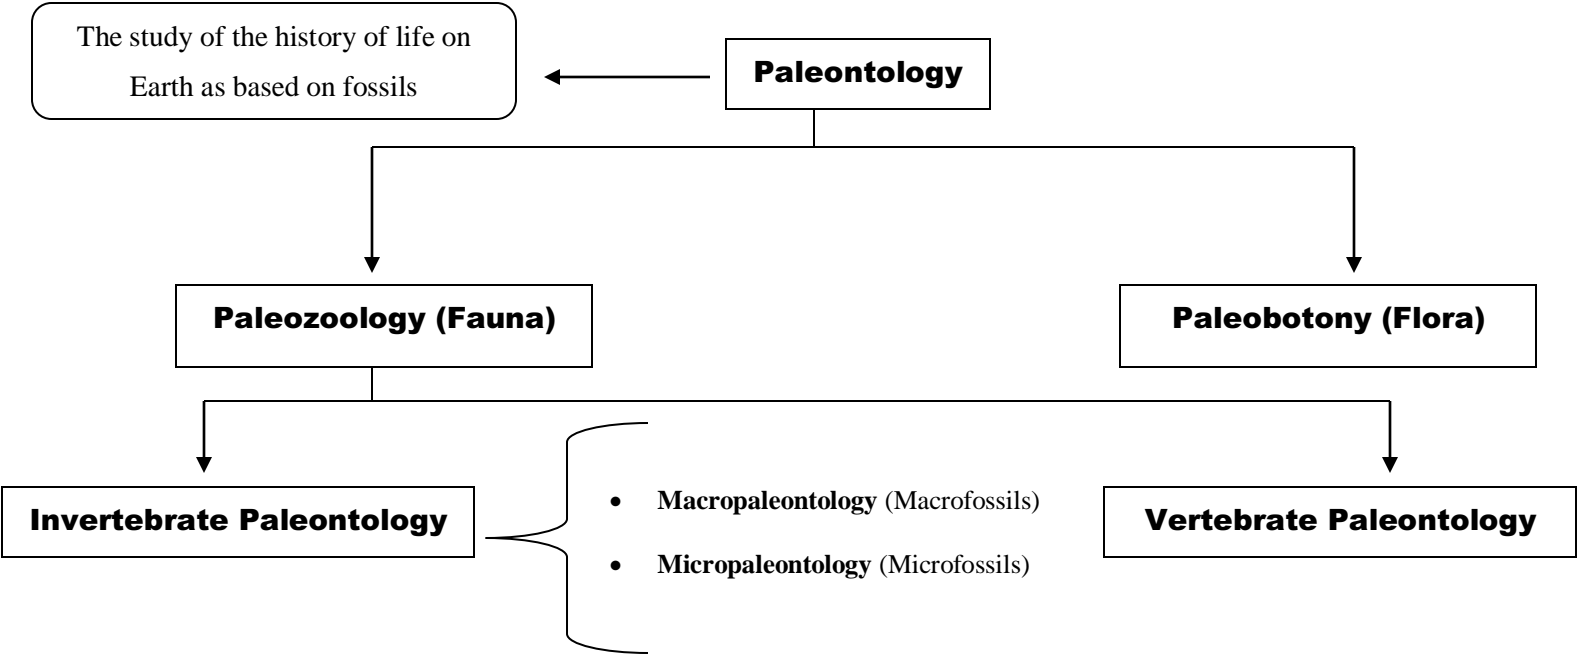 The study of the history of life on
Earth as based on fossils
Paleontology
Paleozoology (Fauna)
Paleobotony (Flora)
Invertebrate Paleontology
• Macropaleontology (Macrofossils)
• Micropaleontology (Microfossils)
Vertebrate Paleontology